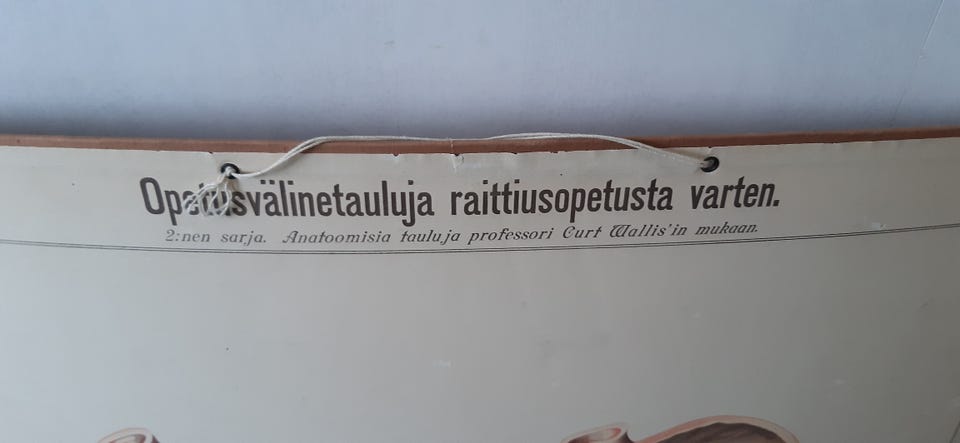 Opetusvälinetauluja raittiusopetusta varten.
2:nen sarja. Anatoomisia tauluja professori Curt Wallis'in mukaan.